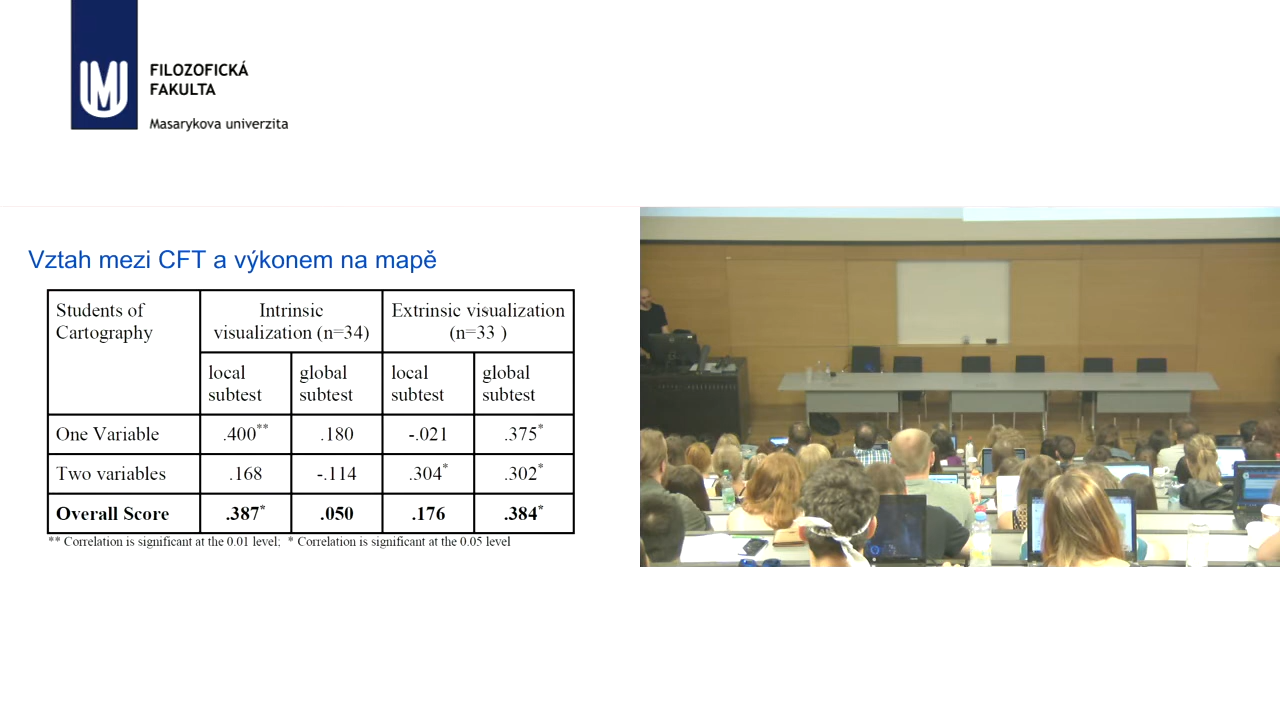 FILOZOFICKÁ
FAKULTA
Masarykova univerzita
Vztah mezi CFT a výkonem na mapě
Students of Cartography
Intrinsic visualization (n=34)
Extrinsic visualization (n=33 )
local subtest
global subtest
local subtest
global subtest
One Variable .400** .180 -.021 .375*
Two variables .168 -.114 .304* .302*
Overall Score .387* .050 .176 .384*
** Correlation is significant at the 0.01 level; * Correlation is significant at the 0.05 level